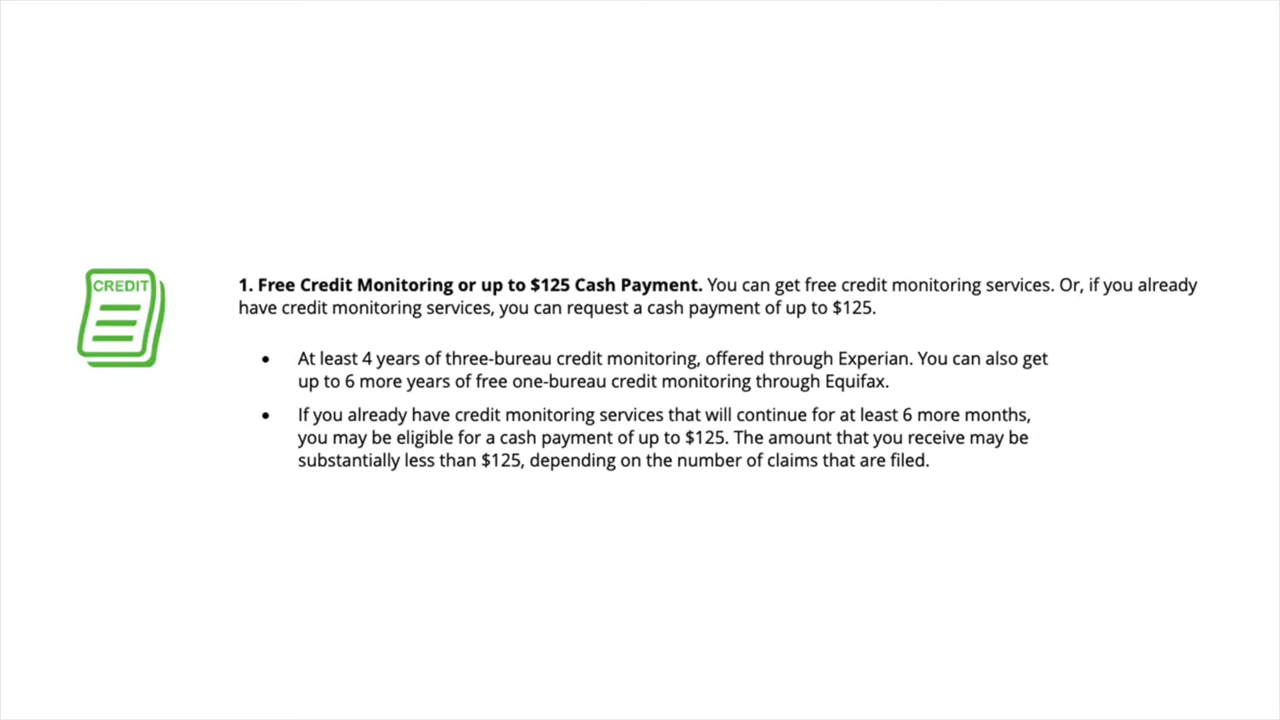 CREDIT
1. Free Credit Monitoring or up to $125 Cash Payment. You can get free credit monitoring services. Or, if you already
have credit monitoring services, you can request a cash payment of up to $125.
• At least 4 years of three-bureau credit monitoring, offered through Experian. You can also get
up to 6 more years of free one-bureau credit monitoring through Equifax.
• If you already have credit monitoring services that will continue for at least 6 more months,
you may be eligible for a cash payment of up to $125. The amount that you receive may be
substantially less than $125, depending on the number of claims that are filed.